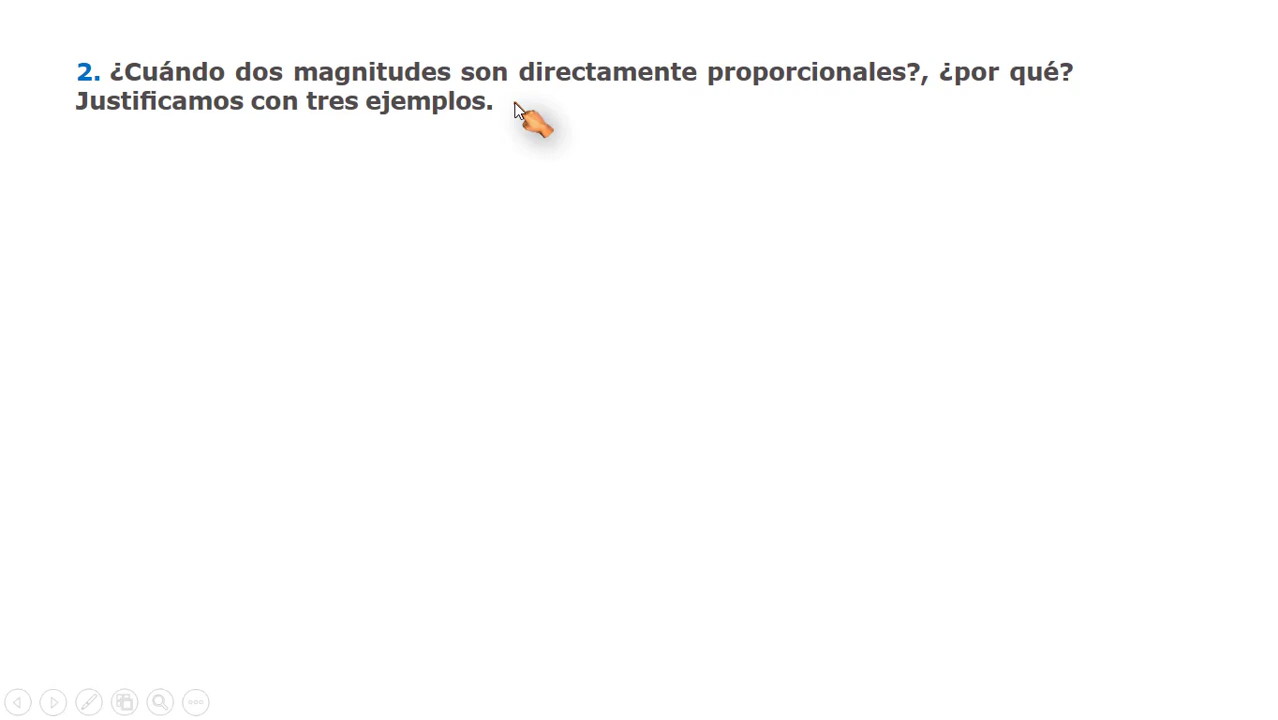 2. ¿Cuándo dos magnitudes son directamente proporcionales?, ¿por qué?
Justificamos con tres ejemplos.